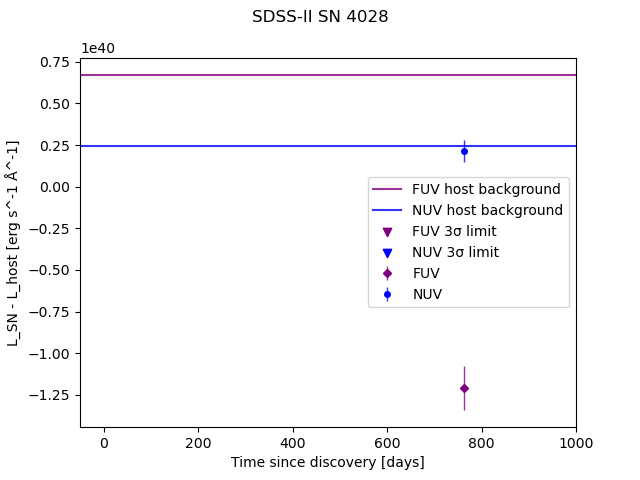 SDSS-II SN 4028
1e40
0.75
0.50
0.25
0.00
−0.25
−0.50
−0.75
−1.00
−1.25
L_SN - L_host [erg s^-1 Å^-1]
FUV host background
NUV host background
FUV 3σ limit
NUV 3σ limit
FUV
NUV
0 200 400 600 800 1000
Time since discovery [days]